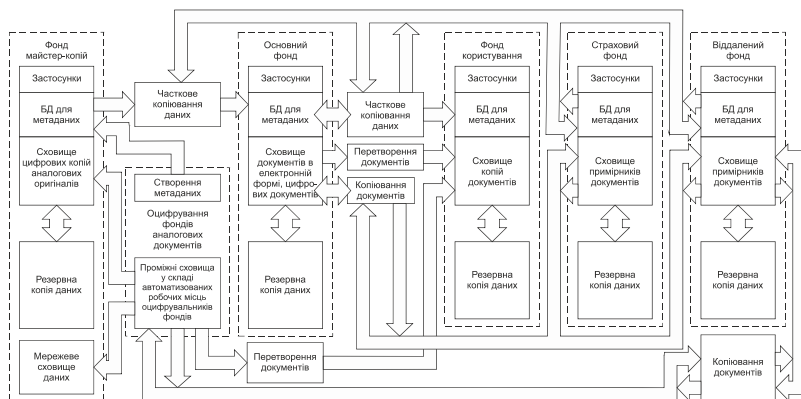 Фонд
майстер-копій
Застосунки
БД для
метаданих
Сховище
цифрових копій
аналогових
оригіналів
Резервна
копія даних
Мережеве
сховище
даних
Часткове
копіювання
даних
Створення
метаданих
Оцифрування
фондів
аналогових
документів
Проміжні сховища
у складі
автоматизованих
робочих місць
оцифрувальників
фондів
Основний
фонд
Застосунки
БД для
метаданих
Сховище
документів в
електронній
формі, цифро-
вих документів
Резервна
копія даних
Перетворення
документів
Часткове
копіювання
даних
Перетворення
документів
Копіювання
документів
Фонд
користування
Застосунки
БД для
метаданих
Сховище
копій
документів
Резервна
копія даних
Страховий
фонд
Застосунки
БД для
метаданих
Сховище
примірників
документів
Резервна
копія даних
Віддалений
фонд
Застосунки
БД для
метаданих
Сховище
примірників
документів
Резервна
копія даних
Копіювання
документів